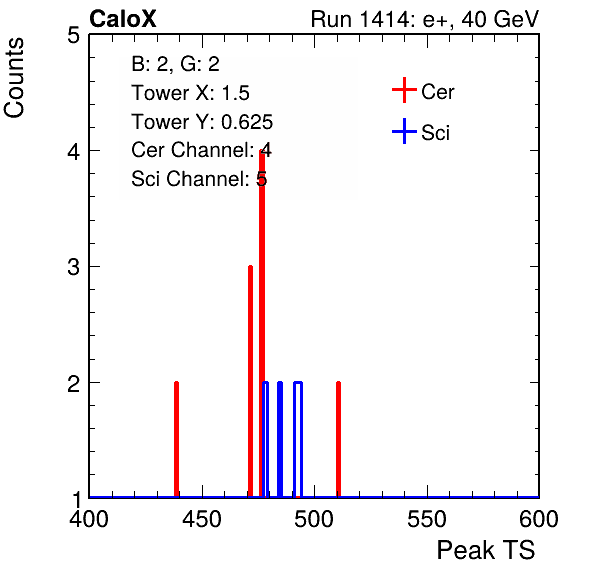 CaloX Run 1414: e+, 40 GeV
Counts
5
B: 2, G: 2
Tower X: 1.5
Tower Y: 0.625
Cer Channel: 4
Sci Channel: 5
Cer
Sci
4
3
2
1
400 450 500 550 600
Peak TS